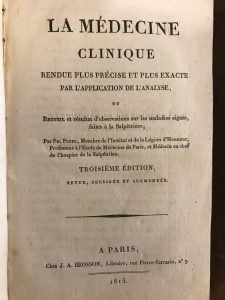 LA MÉDECINE
CLINIQUE
RENDUE PLUS PRÉCISE ET PLUS EXACTE
PAR L'APPLICATION DE L'ANALYSE,
OU
RECUEIL et résultat d'observations sur les maladies aiguës,
faites à la Salpêtrière;
PAR PH. PINEL, Membre de l'Institut et de la Légion d'Honneur,
Professeur à l'École de Médecine de Paris, et Médecin en chef
de l'hospice de la Salpêtrière.
TROISIÈME ÉDITION,
REVUE, CORRIGÉE ET AUGMENTÉE.
A PARIS,
Chez J. A. BROSSON, Libraire, rue Pierre-Sarrazin, n° 9.
1815.